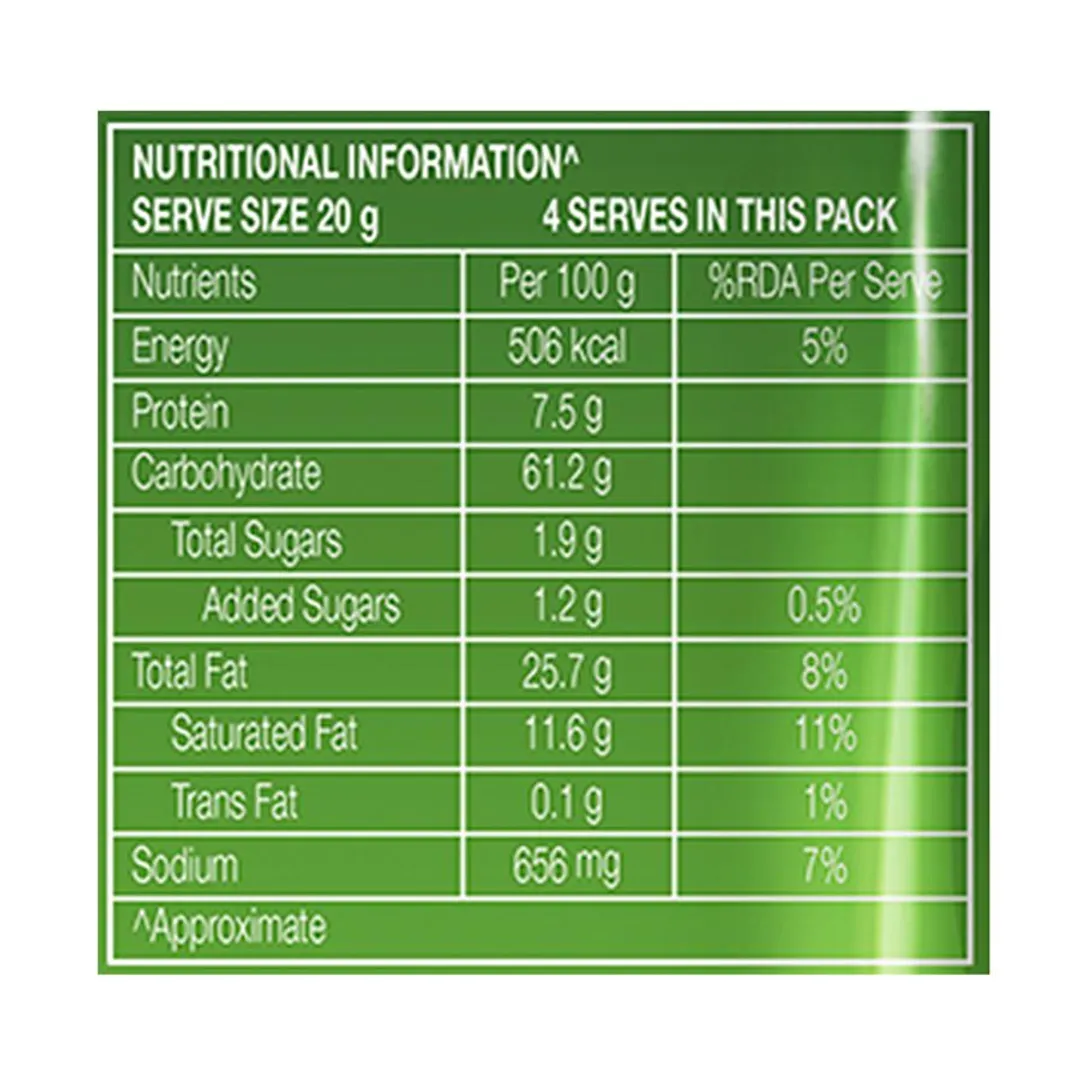 NUTRITIONAL INFORMATION^
SERVE SIZE 20 g 4 SERVES IN THIS PACK
Nutrients Per 100 g %RDA Per Serve
Energy 506 kcal 5%
Protein 7.5 g
Carbohydrate 61.2 g
Total Sugars 1.9 g
Added Sugars 1.2 g 0.5%
Total Fat 25.7 g 8%
Saturated Fat 11.6 g 11%
Trans Fat 0.1 g 1%
Sodium 656 mg 7%
^Approximate